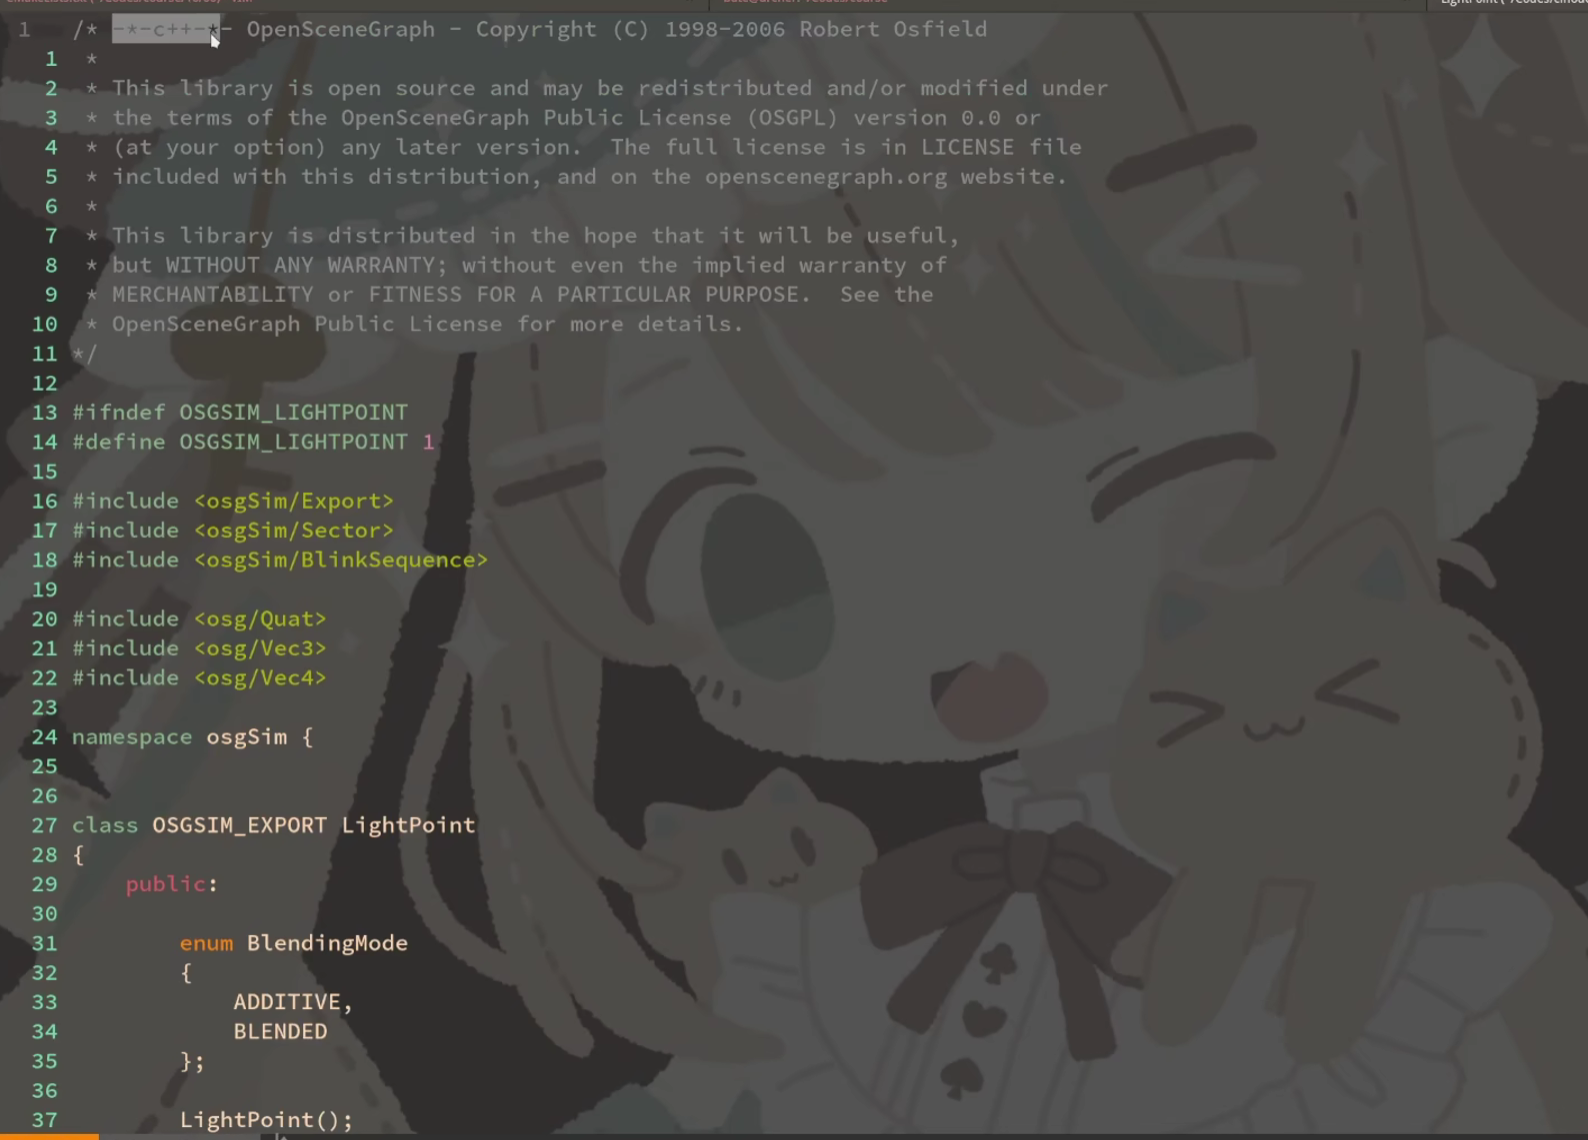 1 /* -*-c++-*- OpenSceneGraph - Copyright (C) 1998-2006 Robert Osfield
1 *
2 * This library is open source and may be redistributed and/or modified under
3 * the terms of the OpenSceneGraph Public License (OSGPL) version 0.0 or
4 * (at your option) any later version.  The full license is in LICENSE file
5 * included with this distribution, and on the openscenegraph.org website.
6 *
7 * This library is distributed in the hope that it will be useful,
8 * but WITHOUT ANY WARRANTY; without even the implied warranty of
9 * MERCHANTABILITY or FITNESS FOR A PARTICULAR PURPOSE.  See the
10 * OpenSceneGraph Public License for more details.
11 */
12
13 #ifndef OSGSIM_LIGHTPOINT
14 #define OSGSIM_LIGHTPOINT 1
15
16 #include <osgSim/Export>
17 #include <osgSim/Sector>
18 #include <osgSim/BlinkSequence>
19
20 #include <osg/Quat>
21 #include <osg/Vec3>
22 #include <osg/Vec4>
23
24 namespace osgSim {
25
26
27 class OSGSIM_EXPORT LightPoint
28 {
29     public:
30
31         enum BlendingMode
32         {
33             ADDITIVE,
34             BLENDED
35         };
36
37         LightPoint();